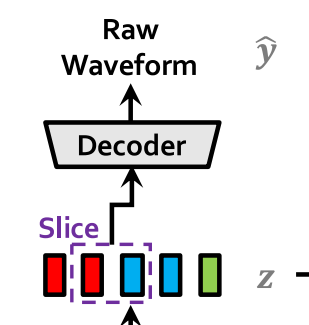 Raw
Waveform
ŷ
Decoder
Slice
z